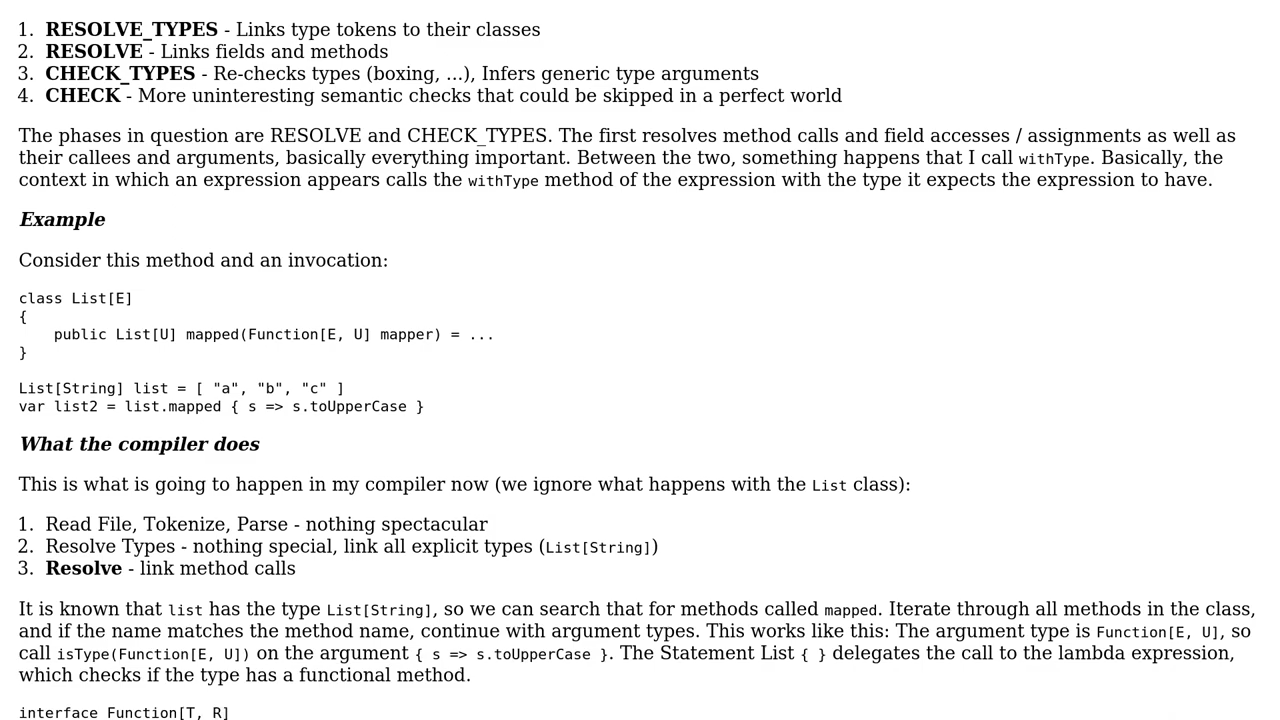 1. RESOLVE_TYPES - Links type tokens to their classes
2. RESOLVE - Links fields and methods
3. CHECK_TYPES - Re-checks types (boxing, ...), Infers generic type arguments
4. CHECK - More uninteresting semantic checks that could be skipped in a perfect world
The phases in question are RESOLVE and CHECK_TYPES. The first resolves method calls and field accesses / assignments as well as
their callees and arguments, basically everything important. Between the two, something happens that I call withType. Basically, the
context in which an expression appears calls the withType method of the expression with the type it expects the expression to have.
Example
Consider this method and an invocation:
class List[E]
{
    public List[U] mapped(Function[E, U] mapper) = ...
}
List[String] list = [ "a", "b", "c" ]
var list2 = list.mapped { s => s.toUpperCase }
What the compiler does
This is what is going to happen in my compiler now (we ignore what happens with the List class):
1. Read File, Tokenize, Parse - nothing spectacular
2. Resolve Types - nothing special, link all explicit types (List[String])
3. Resolve - link method calls
It is known that list has the type List[String], so we can search that for methods called mapped. Iterate through all methods in the class,
and if the name matches the method name, continue with argument types. This works like this: The argument type is Function[E, U], so
call isType(Function[E, U]) on the argument { s => s.toUpperCase }. The Statement List { } delegates the call to the lambda expression,
which checks if the type has a functional method.
interface Function[T, R]